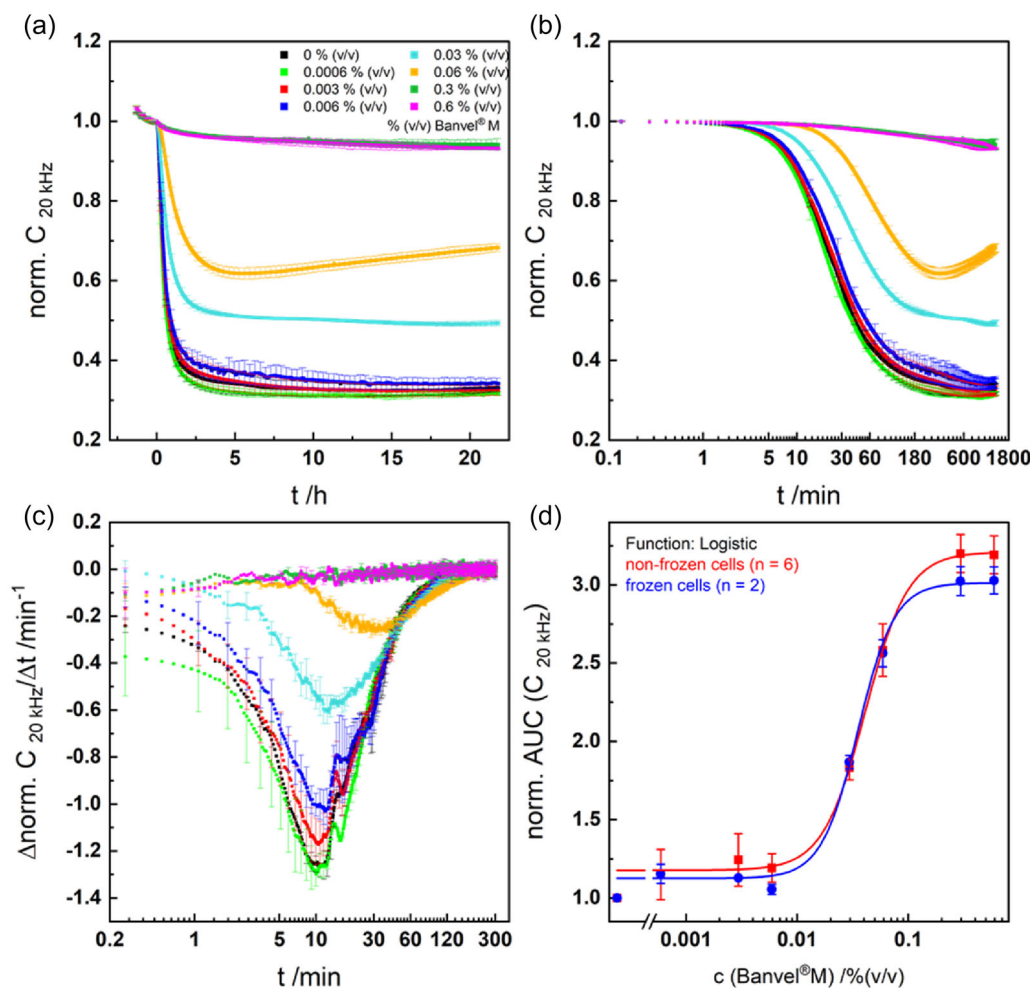 (a)
1.2
1.0
0.8
0.6
0.4
0.2
norm. C 20 kHz
0 5 10 15 20
t /h
0 % (v/v) 0.03 % (v/v)
0.0006 % (v/v) 0.06 % (v/v)
0.003 % (v/v) 0.3 % (v/v)
0.006 % (v/v) 0.6 % (v/v)
% (v/v) Banvel® M
(b)
1.2
1.0
0.8
0.6
0.4
0.2
norm. C 20 kHz
0.1 1 5 10 30 60 180 600 1800
t /min
(c)
0.2
0.0
-0.2
-0.4
-0.6
-0.8
-1.0
-1.2
-1.4
Δnorm. C 20 kHz/Δt /min-1
0.2 1 5 10 30 60 120 300
t /min
(d)
Function: Logistic
non-frozen cells (n = 6)
frozen cells (n = 2)
3.0
2.5
2.0
1.5
1.0
norm. AUC (C 20 kHz)
0.001 0.01 0.1
c (Banvel®M) /%(v/v)